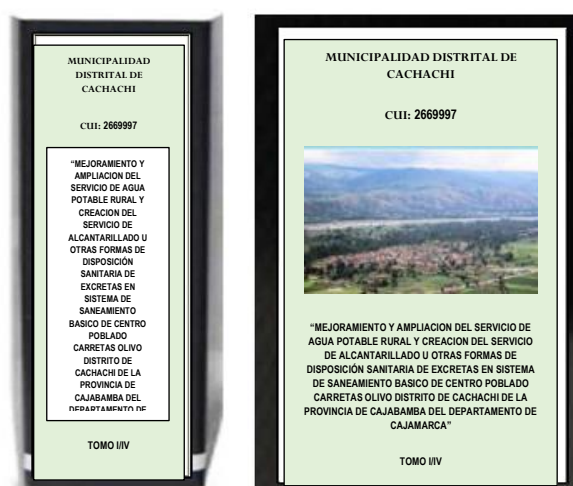 MUNICIPALIDAD
DISTRITAL DE
CACHACHI
CUI: 2669997
“MEJORAMIENTO Y
AMPLIACION DEL
SERVICIO DE AGUA
POTABLE RURAL Y
CREACION DEL
SERVICIO DE
ALCANTARILLADO U
OTRAS FORMAS DE
DISPOSICIÓN
SANITARIA DE
EXCRETAS EN
SISTEMA DE
SANEAMIENTO
BASICO DE CENTRO
POBLADO
CARRETAS OLIVO
DISTRITO DE
CACHACHI DE LA
PROVINCIA DE
CAJABAMBA DEL
DEPARTAMENTO DE
TOMO I/IV
MUNICIPALIDAD DISTRITAL DE
CACHACHI
CUI: 2669997
“MEJORAMIENTO Y AMPLIACION DEL SERVICIO DE
AGUA POTABLE RURAL Y CREACION DEL SERVICIO
DE ALCANTARILLADO U OTRAS FORMAS DE
DISPOSICIÓN SANITARIA DE EXCRETAS EN SISTEMA
DE SANEAMIENTO BASICO DE CENTRO POBLADO
CARRETAS OLIVO DISTRITO DE CACHACHI DE LA
PROVINCIA DE CAJABAMBA DEL DEPARTAMENTO DE
CAJAMARCA”
TOMO I/IV